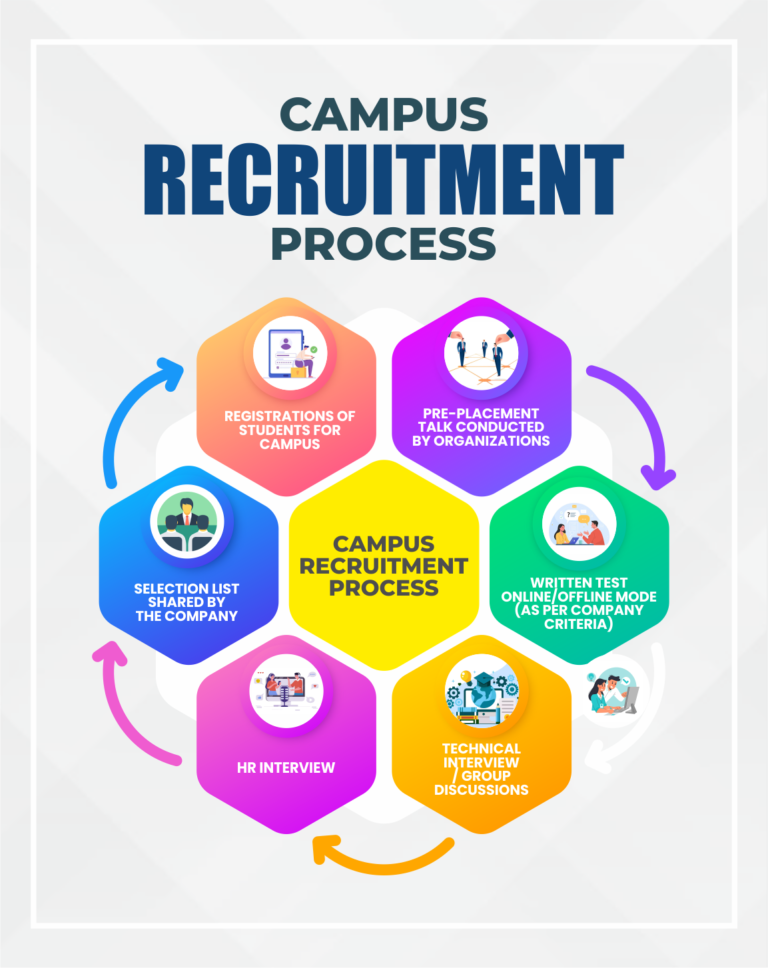 CAMPUS
RECRUITMENT
PROCESS
REGISTRATIONS OF
STUDENTS FOR
CAMPUS
PRE-PLACEMENT
TALK CONDUCTED
BY ORGANIZATIONS
SELECTION LIST
SHARED BY
THE COMPANY
CAMPUS
RECRUITMENT
PROCESS
WRITTEN TEST
ONLINE/OFFLINE MODE
(AS PER COMPANY
CRITERIA)
HR INTERVIEW
TECHNICAL
INTERVIEW
/ GROUP
DISCUSSIONS